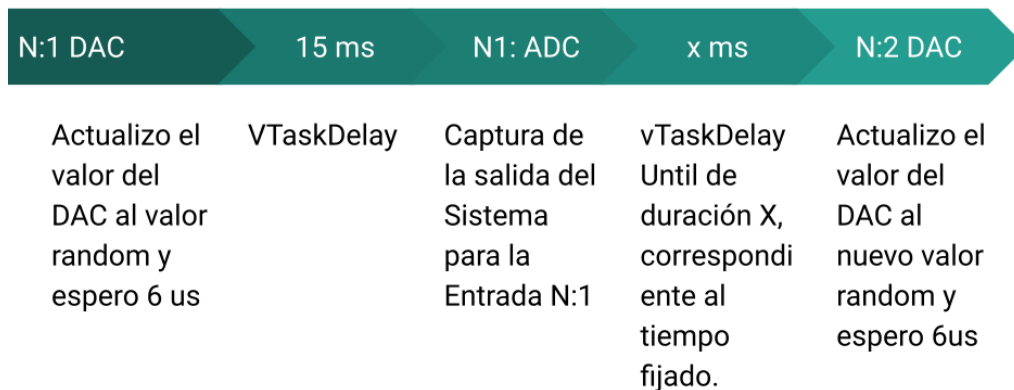 N:1 DAC
15 ms
N1: ADC
x ms
N:2 DAC
Actualizo el
valor del
DAC al valor
random y
espero 6 us
VTaskDelay
Captura de
la salida del
Sistema
para la
Entrada N:1
vTaskDelay
Until de
duración X,
correspondi
ente al
tiempo
fijado.
Actualizo el
valor del
DAC al
nuevo valor
random y
espero 6us